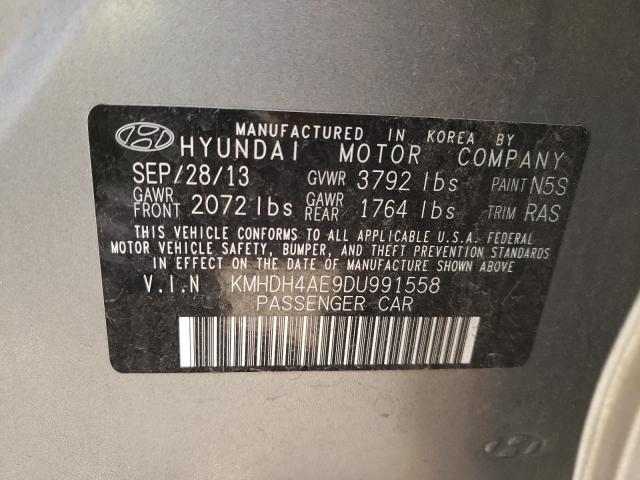 MANUFACTURED IN KOREA BY
HYUNDAI MOTOR COMPANY
SEP/28/13 GVWR 3792 lbs PAINT N5S
GAWR FRONT 2072 lbs GAWR REAR 1764 lbs TRIM RAS
THIS VEHICLE CONFORMS TO ALL APPLICABLE U.S.A. FEDERAL
MOTOR VEHICLE SAFETY, BUMPER, AND THEFT PREVENTION STANDARDS
IN EFFECT ON THE DATE OF MANUFACTURE SHOWN ABOVE
V.I.N KMHDH4AE9DU991558
PASSENGER CAR